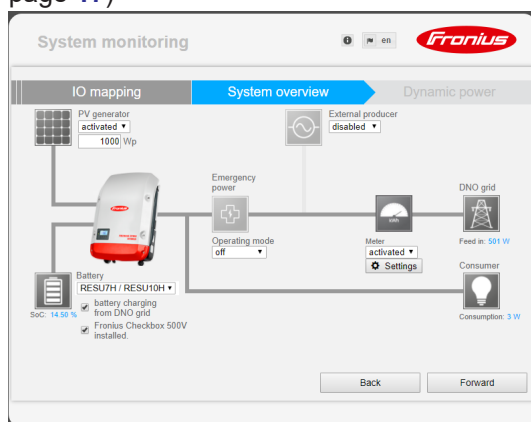 page 41)
System monitoring
en
Fronius
IO mapping
System overview
Dynamic power
PV generator
activated
1000 Wp
External producer
disabled
Emergency
power
Operating mode
off
Meter
activated
Settings
DNO grid
Feed in: 501 W
Battery
RESU7H / RESU10H
battery charging
from DNO grid
Fronius Checkbox 500V
installed.
SoC: 14 50 %
Consumer
Consumption: 3 W
Back
Forward